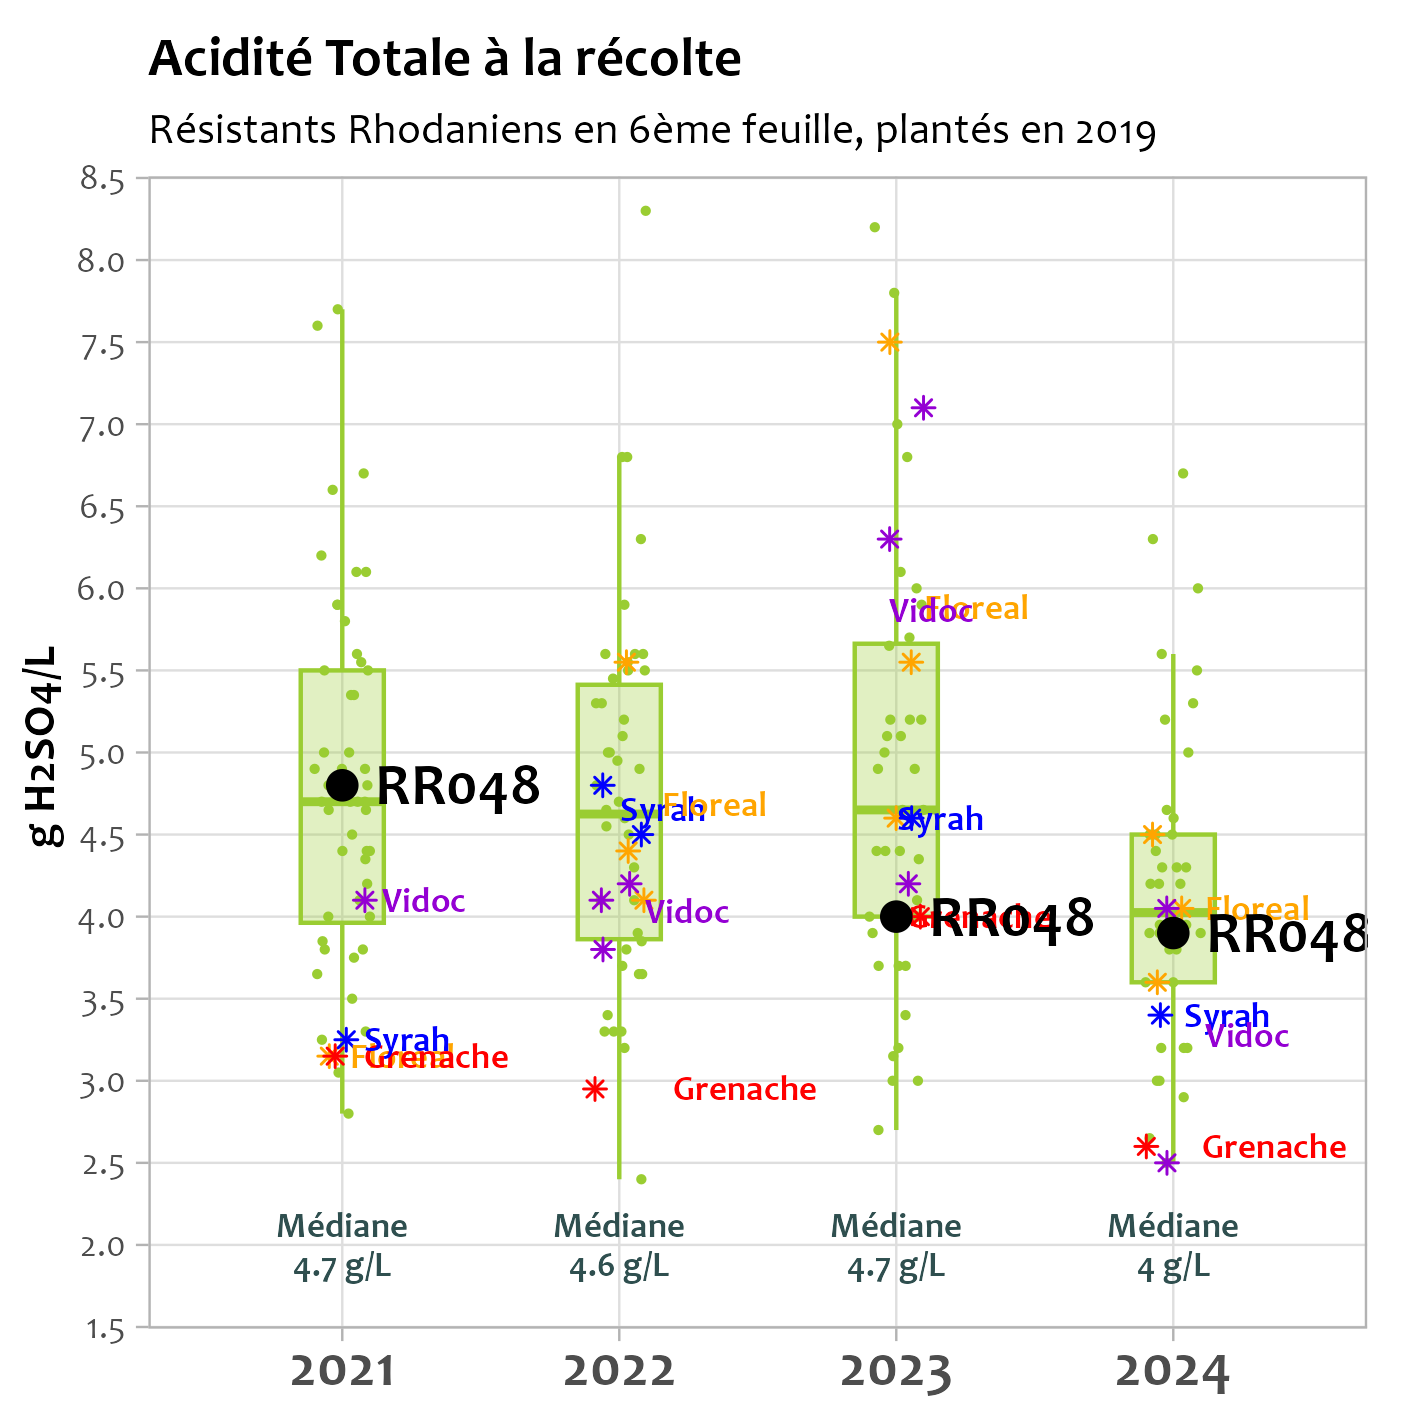 Acidité Totale à la récolte
Résistants Rhodaniens en 6ème feuille, plantés en 2019
g H2SO4/L
8.5
8.0
7.5
7.0
6.5
6.0
5.5
5.0
4.5
4.0
3.5
3.0
2.5
2.0
1.5
RR048
Vidoc
Syrah
Floreal
Grenache
Médiane
4.7 g/L
Syrah
Floreal
Vidoc
Grenache
Médiane
4.6 g/L
Vidoc
Floreal
Syrah
Grenache
RR048
Médiane
4.7 g/L
Floreal
RR048
Syrah
Vidoc
Grenache
Médiane
4 g/L
2021
2022
2023
2024